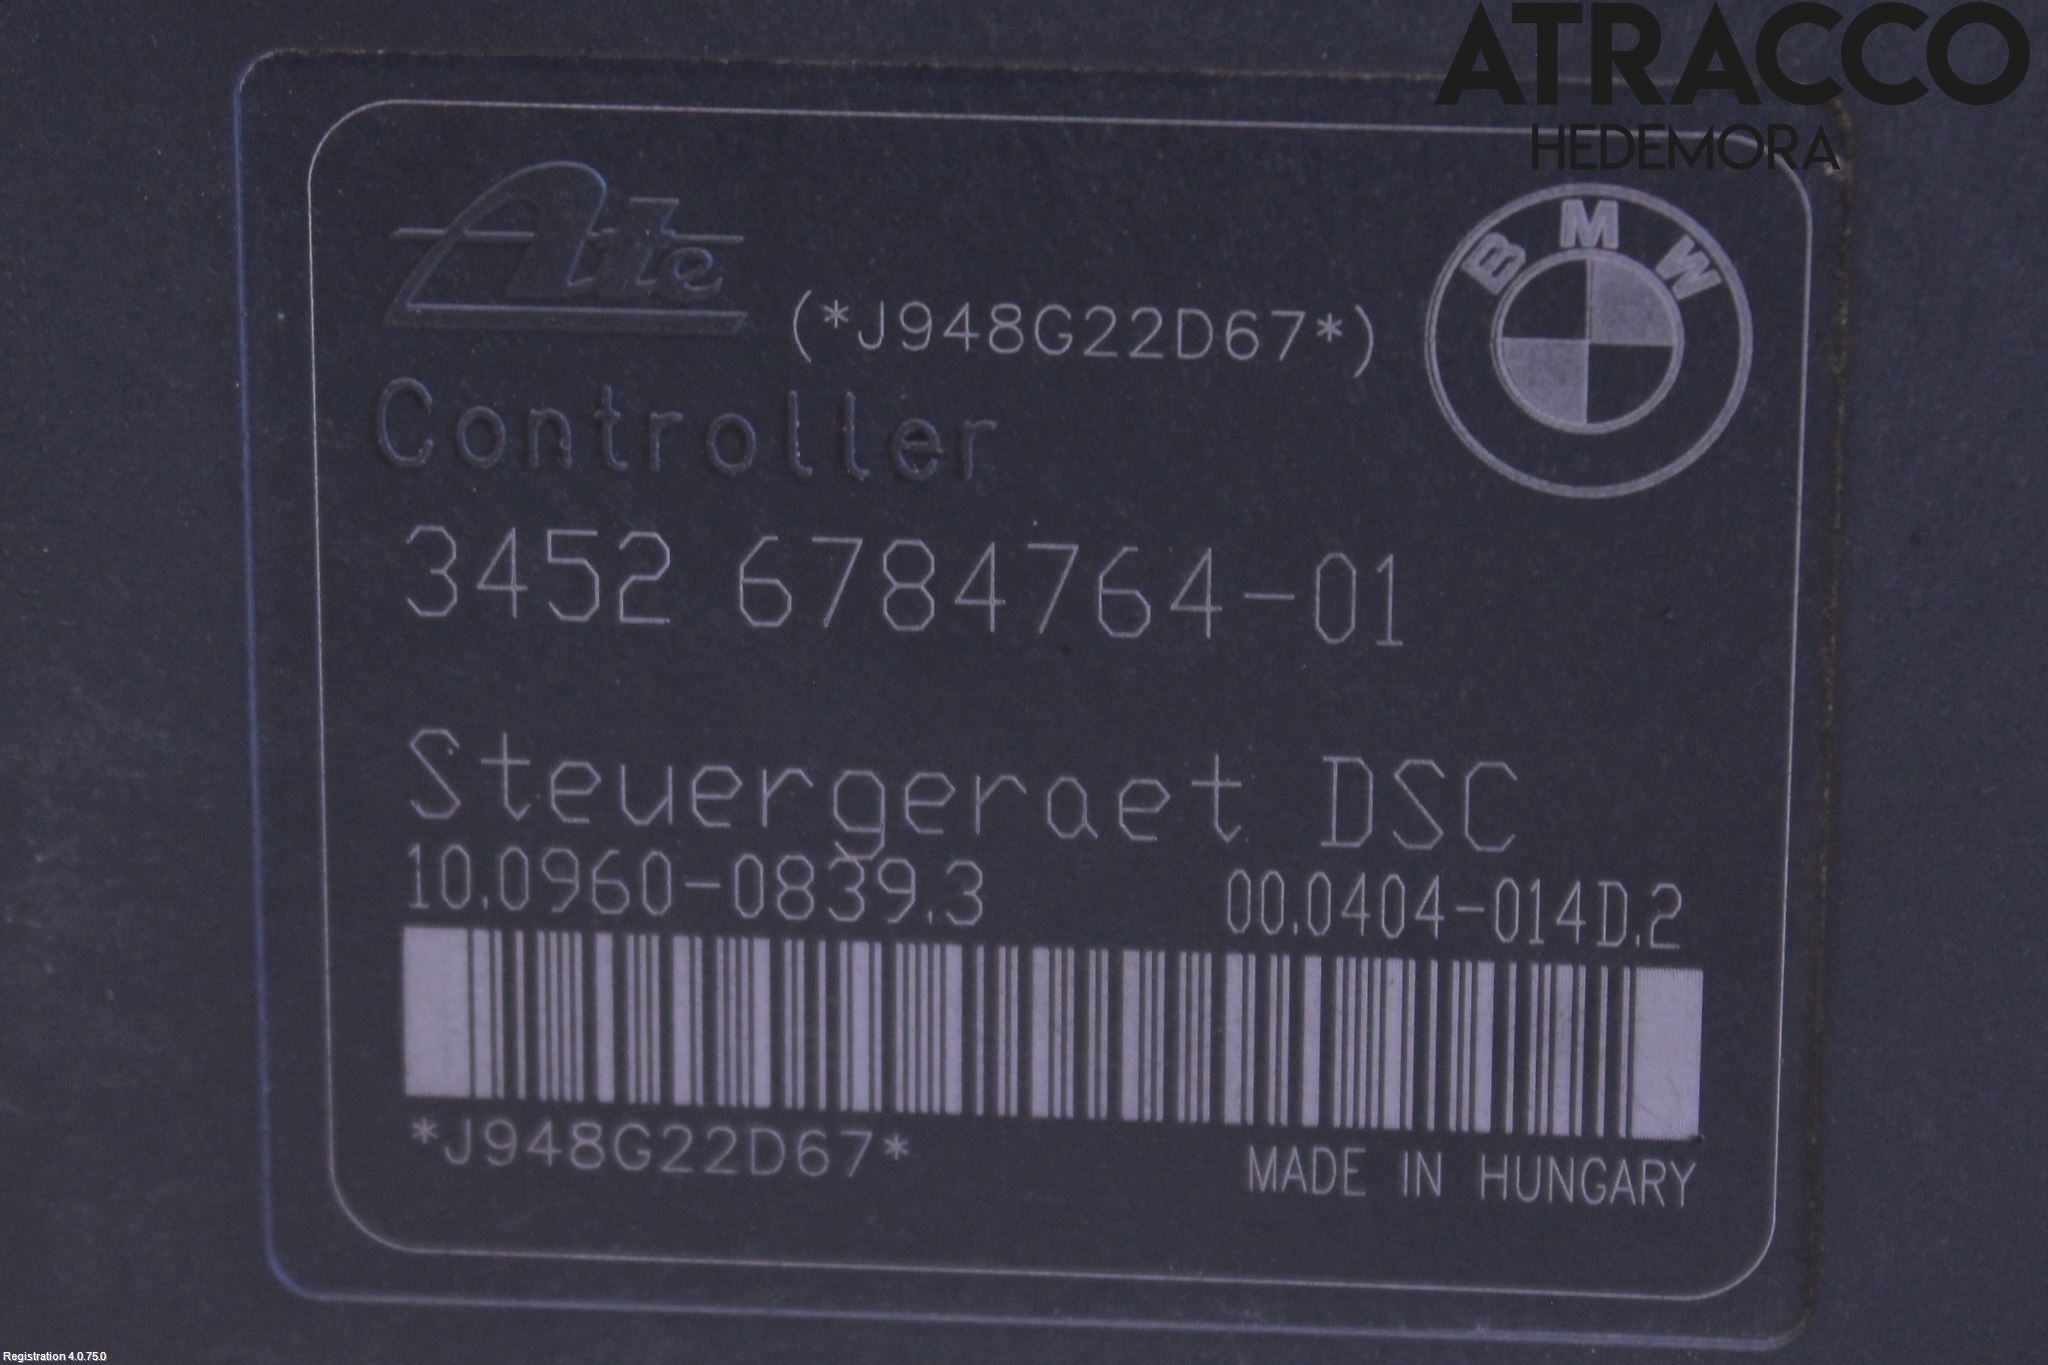 ATRACCO
HEDEMORA
BMW
Ate
(*J948G22D67*)
Controller
3452 6784764-01
Steuergeraet DSC
10.0960-0839.3 00.0404-014D.2
*J948G22D67* MADE IN HUNGARY
Registration 4.0.75.0